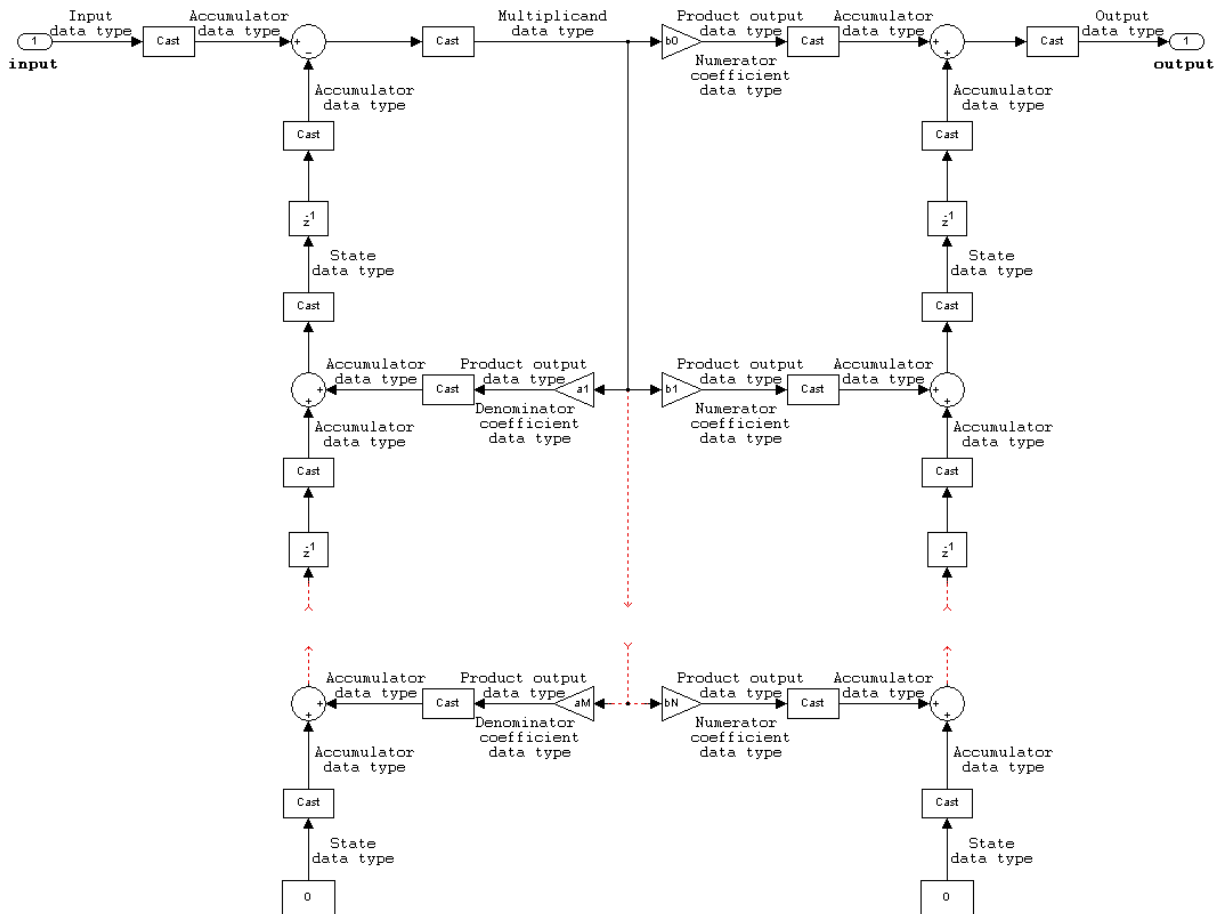 Input
data type
Accumulator
data type
Multiplicand
data type
Product output
data type
Accumulator
data type
Output
data type
1
Cast
+
−
Cast
b0
Cast
+
+
Cast
1
input
output
Numerator
coefficient
data type
Accumulator
data type
Accumulator
data type
Cast
Cast
z-1
z-1
State
data type
State
data type
Cast
Cast
Accumulator
data type
Product output
data type
Product output
data type
Accumulator
data type
+
+
Cast
a1
b1
Cast
+
+
Denominator
coefficient
data type
Numerator
coefficient
data type
Accumulator
data type
Accumulator
data type
Cast
Cast
z-1
z-1
Accumulator
data type
Product output
data type
Product output
data type
Accumulator
data type
+
+
Cast
aM
bN
Cast
+
+
Denominator
coefficient
data type
Numerator
coefficient
data type
Accumulator
data type
Accumulator
data type
Cast
Cast
State
data type
State
data type
0
0